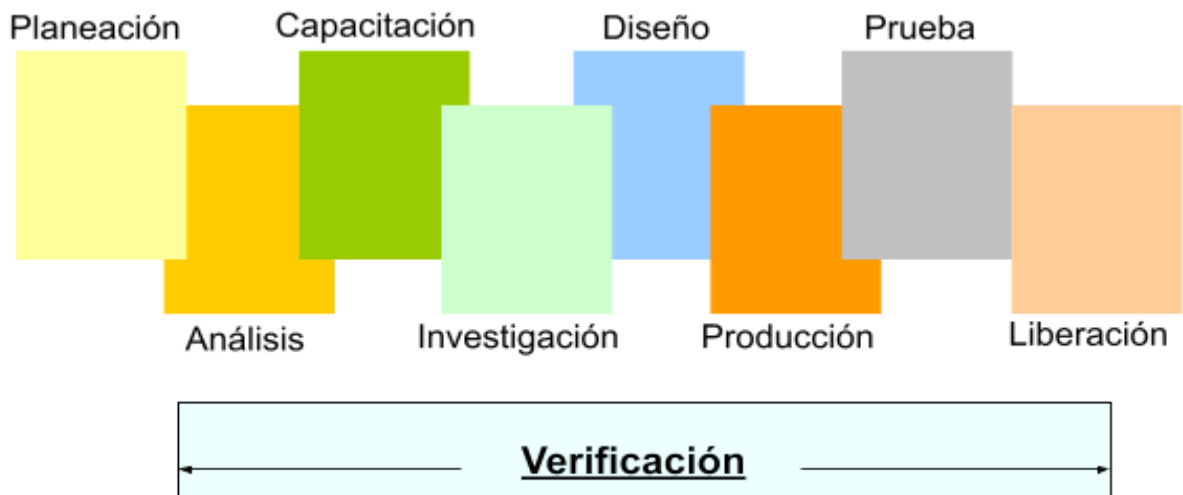 Planeación
Capacitación
Diseño
Prueba
Análisis
Investigación
Producción
Liberación
Verificación